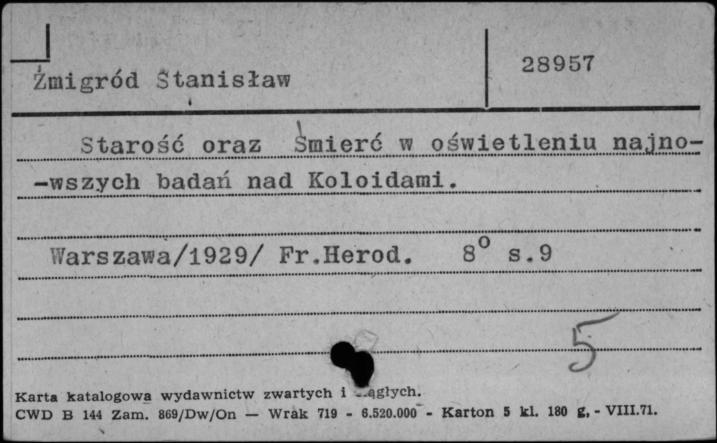 Żmigród Stanisław
28957
Starość oraz Śmierć w oświetleniu najno-
-wszych badań nad Koloidami.
Warszawa/1929/ Fr.Herod. 8° s.9
5
Karta katalogowa wydawnictw zwartych i
CWD B 144 Zam. 869/Dw/On — Wrak 719 - 6.520.000 - Karton 5 kl. 180 g, - VIII.71.